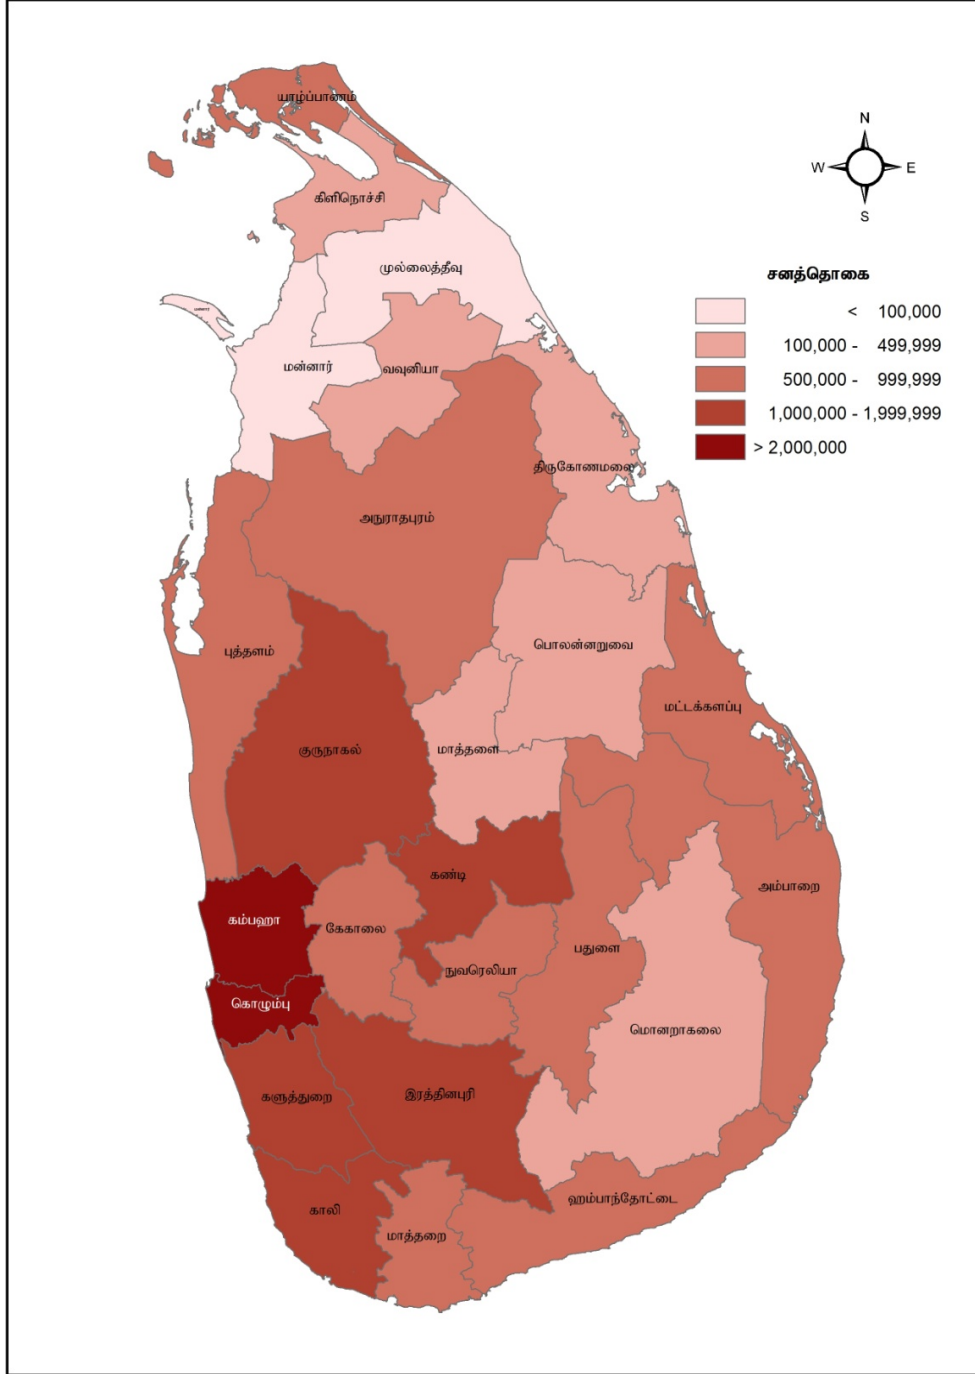 யாழ்ப்பாணம்
N
W
E
S
கிளிநொச்சி
முல்லைத்தீவு
சனத்தொகை
< 100,000
100,000 - 499,999
500,000 - 999,999
1,000,000 - 1,999,999
> 2,000,000
மன்னார்
மன்னார்
வவுனியா
திருகோணமலை
அநுராதபுரம்
புத்தளம்
பொலன்னறுவை
மட்டக்களப்பு
குருநாகல்
மாத்தளை
கண்டி
அம்பாறை
கம்பஹா
கேகாலை
பதுளை
நுவரெலியா
கொழும்பு
மொனறாகலை
களுத்துறை
இரத்தினபுரி
ஹம்பாந்தோட்டை
காலி
மாத்தறை